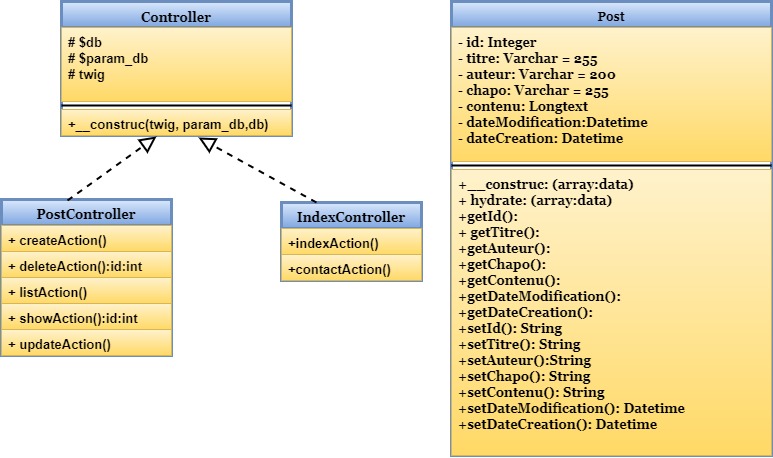 Controller
# $db
# $param_db
# twig
+__construc(twig, param_db,db)
PostController
+ createAction()
+ deleteAction():id:int
+ listAction()
+ showAction():id:int
+ updateAction()
IndexController
+indexAction()
+contactAction()
Post
- id: Integer
- titre: Varchar = 255
- auteur: Varchar = 200
- chapo: Varchar = 255
- contenu: Longtext
- dateModification:Datetime
- dateCreation: Datetime
+__construc: (array:data)
+ hydrate: (array:data)
+getId():
+ getTitre():
+getAuteur():
+getChapo():
+getContenu():
+getDateModification():
+getDateCreation():
+setId(): String
+setTitre(): String
+setAuteur():String
+setChapo(): String
+setContenu(): String
+setDateModification(): Datetime
+setDateCreation(): Datetime